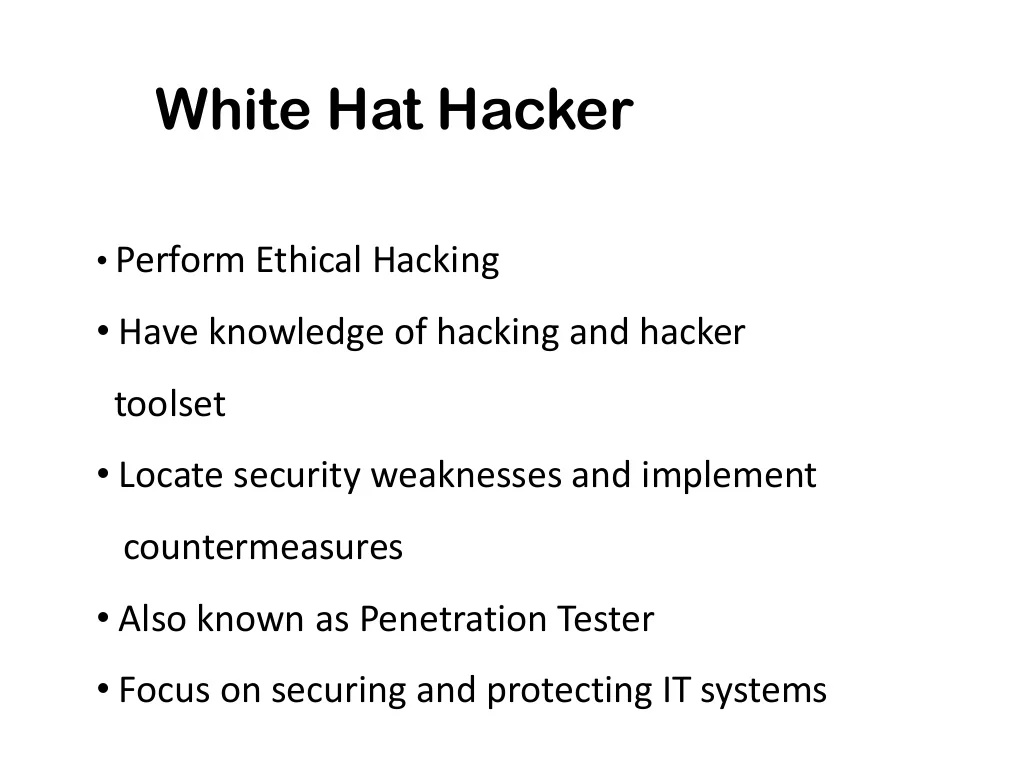 White Hat Hacker
• Perform Ethical Hacking
• Have knowledge of hacking and hacker
toolset
• Locate security weaknesses and implement
countermeasures
• Also known as Penetration Tester
• Focus on securing and protecting IT systems